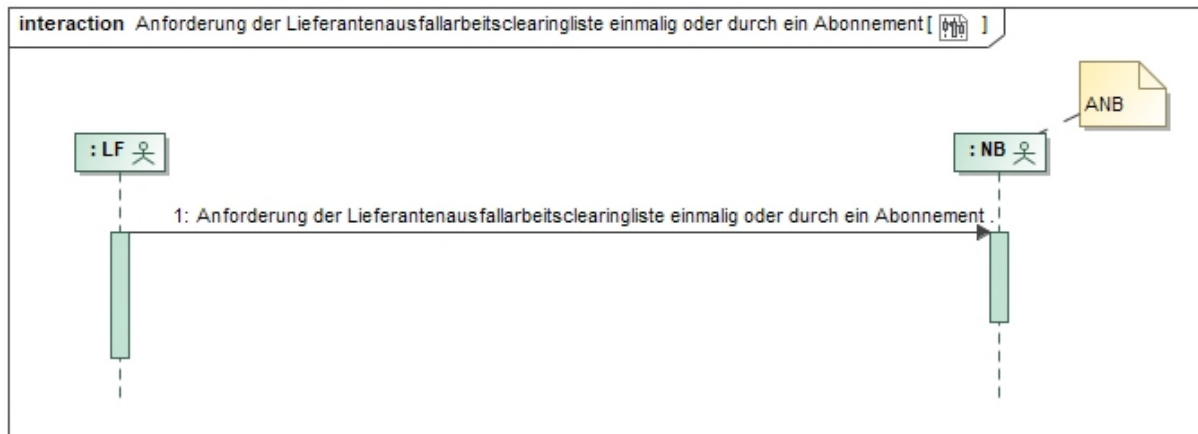 interaction Anforderung der Lieferantenausfallarbeitsclearingliste einmalig oder durch ein Abonnement[ ]
ANB
: LF
: NB
1: Anforderung der Lieferantenausfallarbeitsclearingliste einmalig oder durch ein Abonnement .